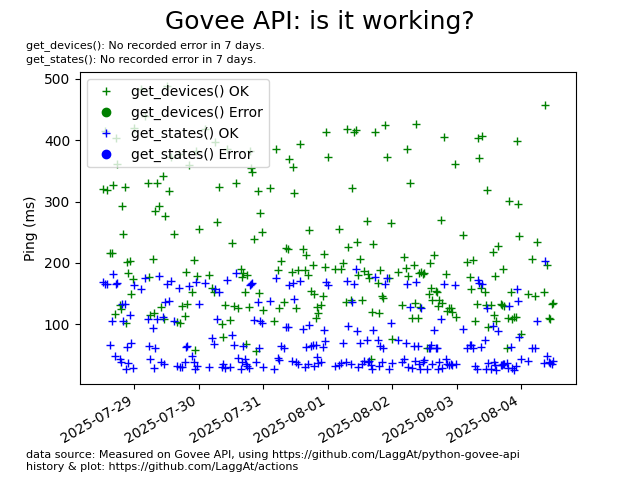 Govee API: is it working?
get_devices(): No recorded error in 7 days.
get_states(): No recorded error in 7 days.
get_devices() OK
get_devices() Error
get_states() OK
get_states() Error
Ping (ms)
500
400
300
200
100
2025-07-29
2025-07-30
2025-07-31
2025-08-01
2025-08-02
2025-08-03
2025-08-04
data source: Measured on Govee API, using https://github.com/LaggAt/python-govee-api
history & plot: https://github.com/LaggAt/actions